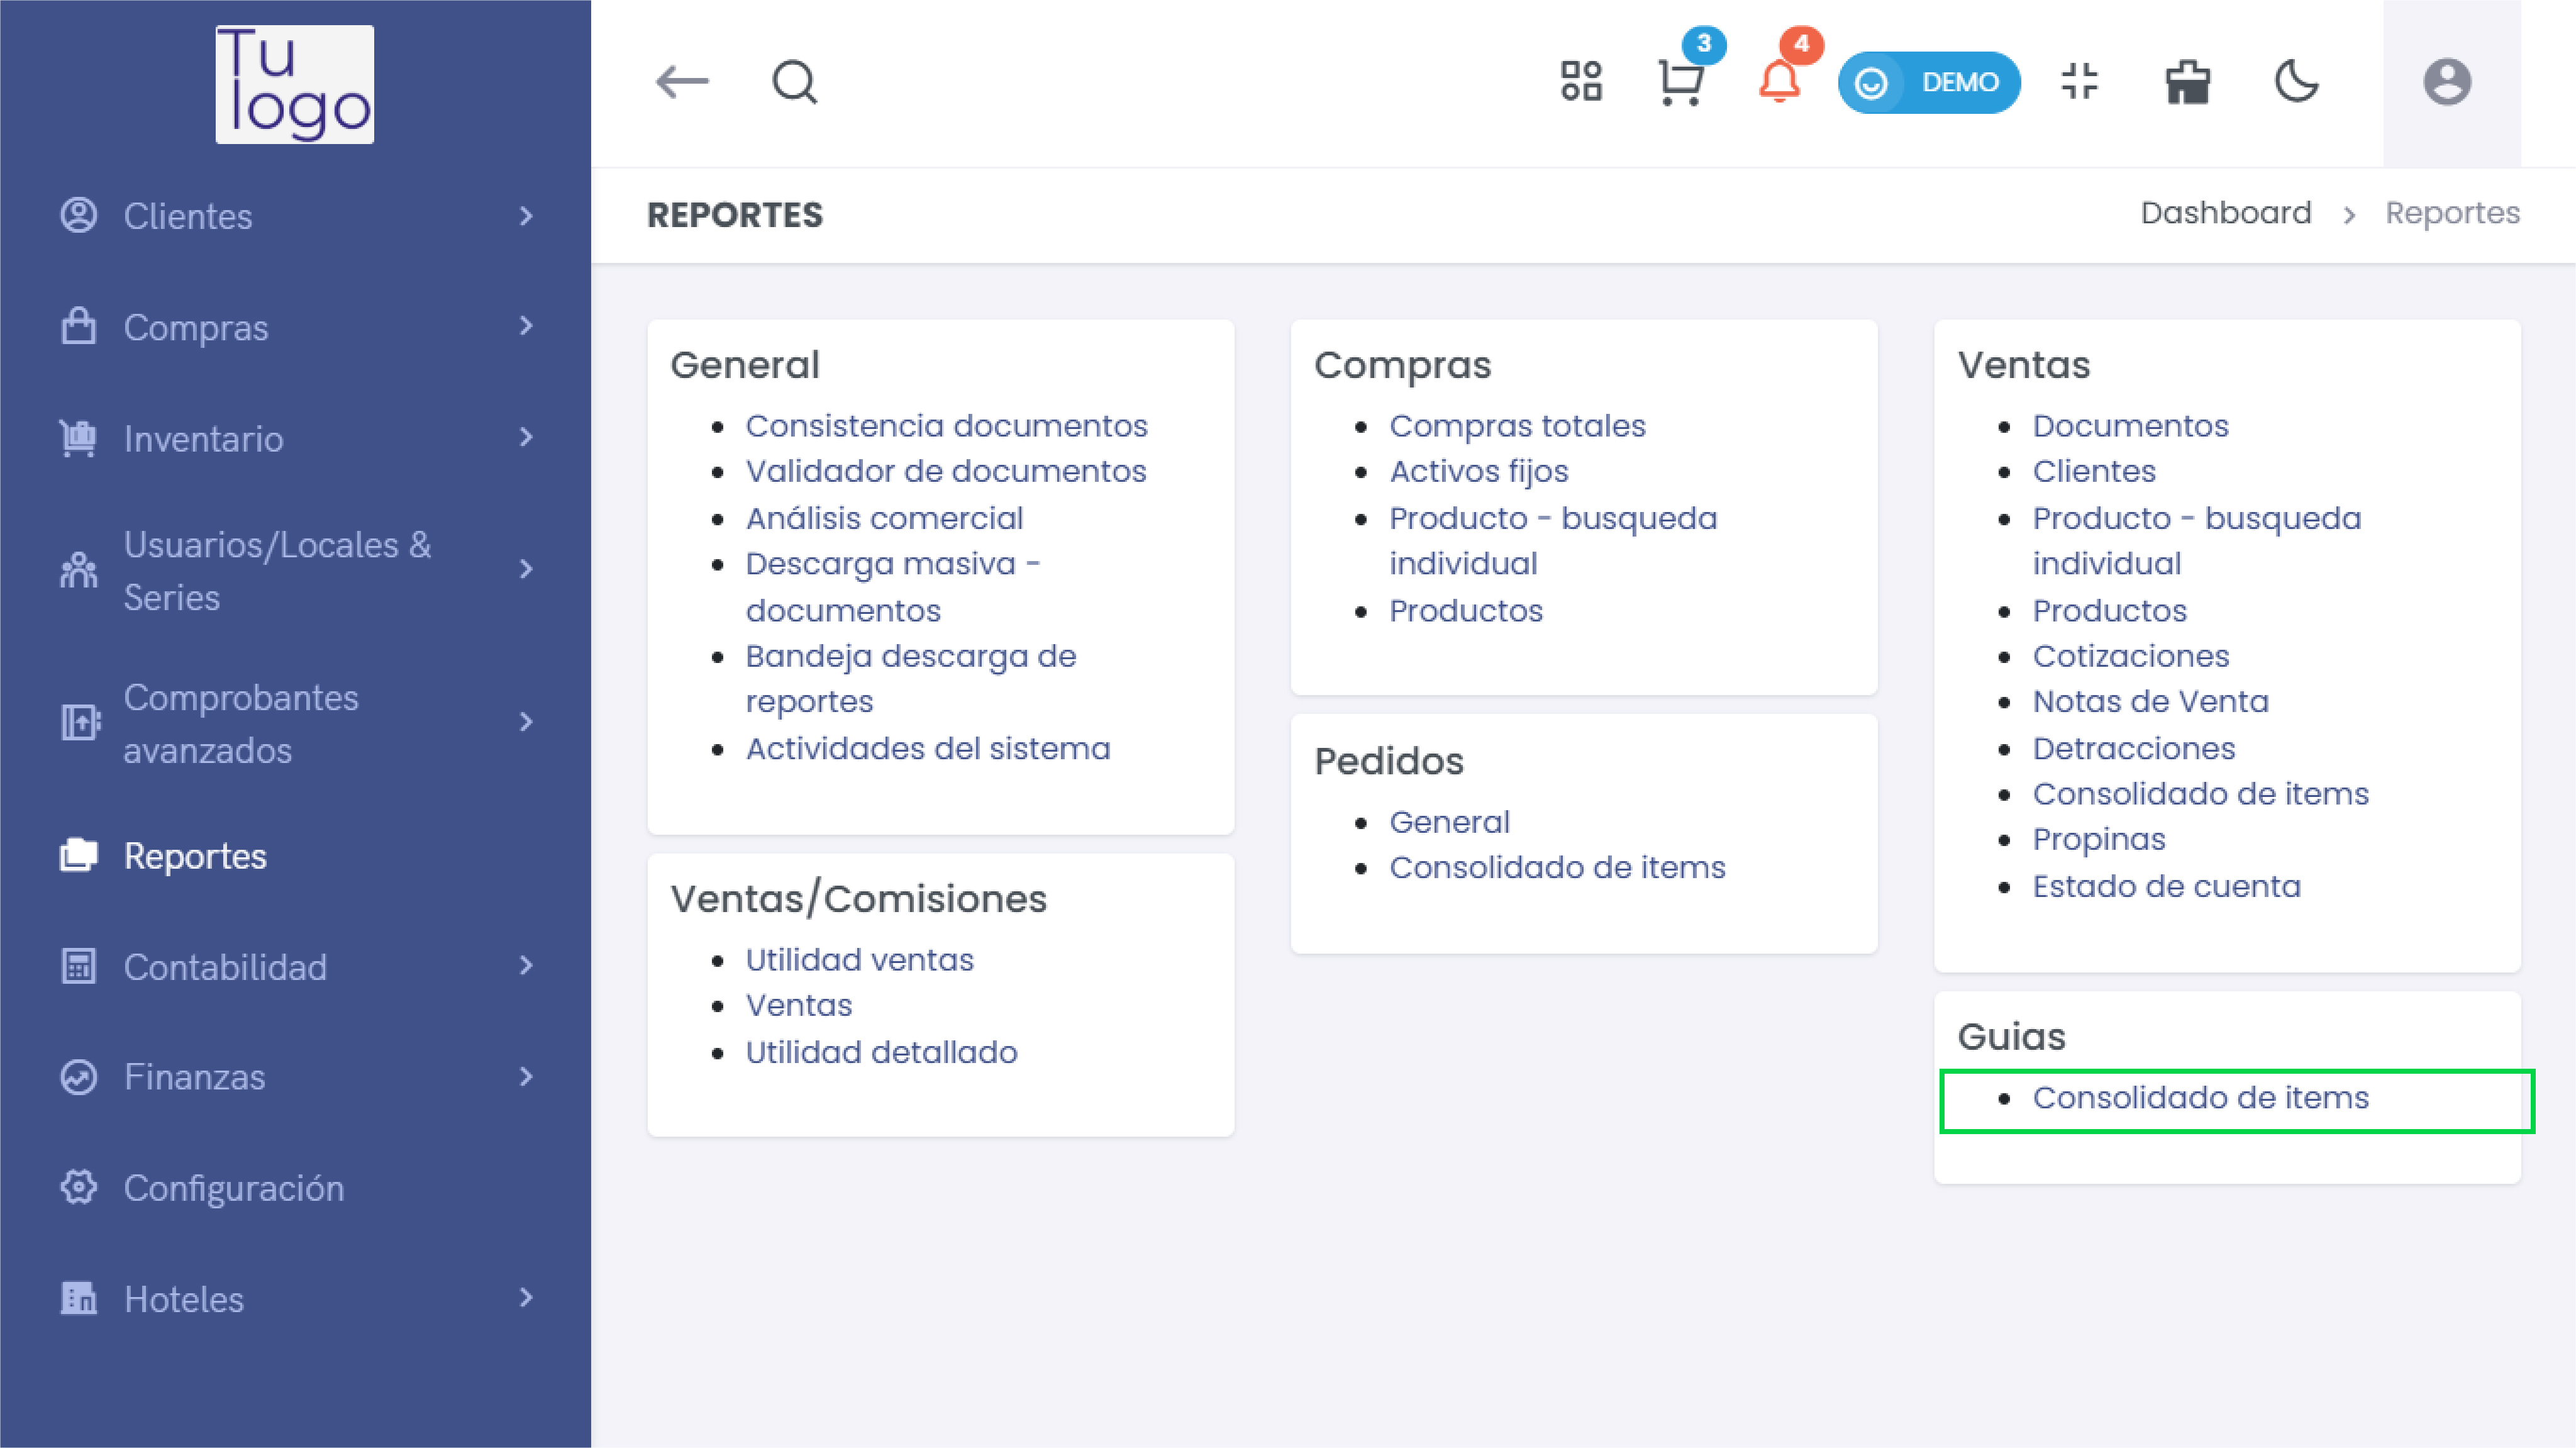 Tu
logo
Clientes
Compras
Inventario
Usuarios/Locales &
Series
Comprobantes
avanzados
Reportes
Contabilidad
Finanzas
Configuración
Hoteles
3
4
DEMO
REPORTES
Dashboard > Reportes
General
Consistencia documentos
Validador de documentos
Análisis comercial
Descarga masiva -
documentos
Bandeja descarga de
reportes
Actividades del sistema
Ventas/Comisiones
Utilidad ventas
Ventas
Utilidad detallado
Compras
Compras totales
Activos fijos
Producto - busqueda
individual
Productos
Pedidos
General
Consolidado de items
Ventas
Documentos
Clientes
Producto - busqueda
individual
Productos
Cotizaciones
Notas de Venta
Detracciones
Consolidado de items
Propinas
Estado de cuenta
Guias
Consolidado de items